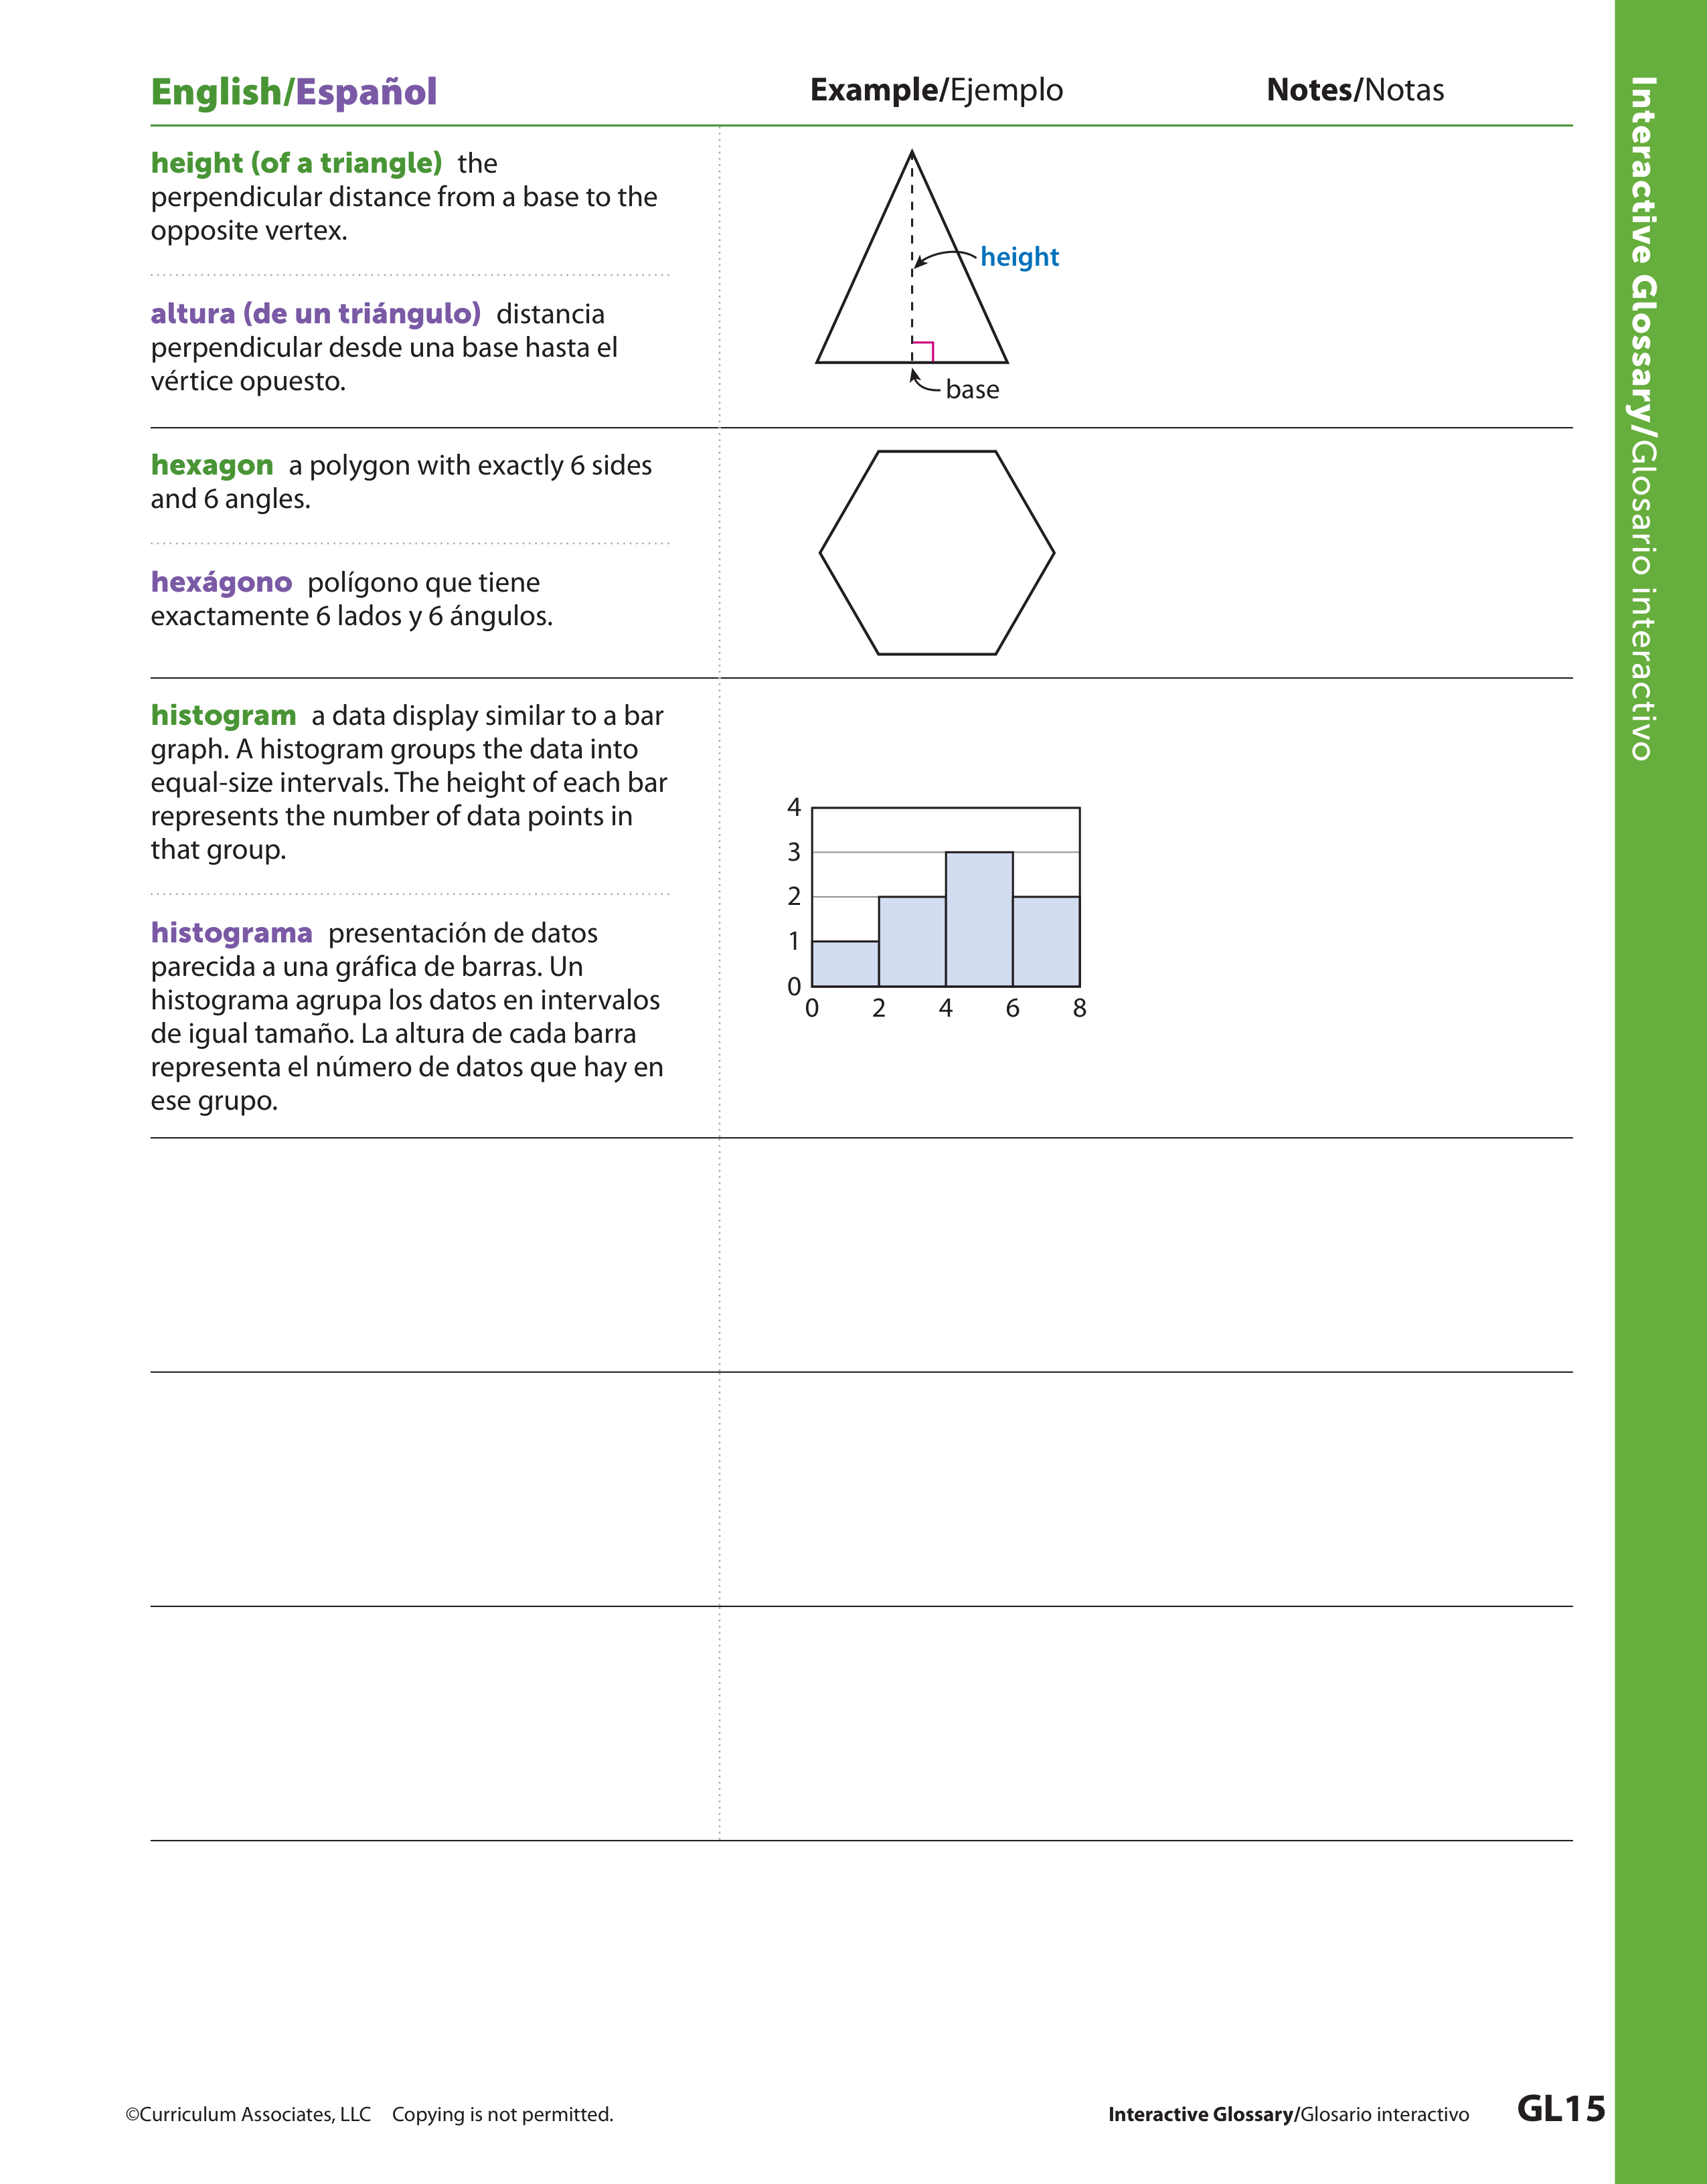 English/Español
Example/Ejemplo
Notes/Notas
height (of a triangle) the
perpendicular distance from a base to the
opposite vertex.
altura (de un triángulo) distancia
perpendicular desde una base hasta el
vértice opuesto.
height
base
hexagon a polygon with exactly 6 sides
and 6 angles.
hexágono polígono que tiene
exactamente 6 lados y 6 ángulos.
histogram a data display similar to a bar
graph. A histogram groups the data into
equal-size intervals. The height of each bar
represents the number of data points in
that group.
histograma presentación de datos
parecida a una gráfica de barras. Un
histograma agrupa los datos en intervalos
de igual tamaño. La altura de cada barra
representa el número de datos que hay en
ese grupo.
4
3
2
1
0
0 2 4 6 8
Interactive Glossary/Glosario interactivo
©Curriculum Associates, LLC Copying is not permitted.
Interactive Glossary/Glosario interactivo
GL15